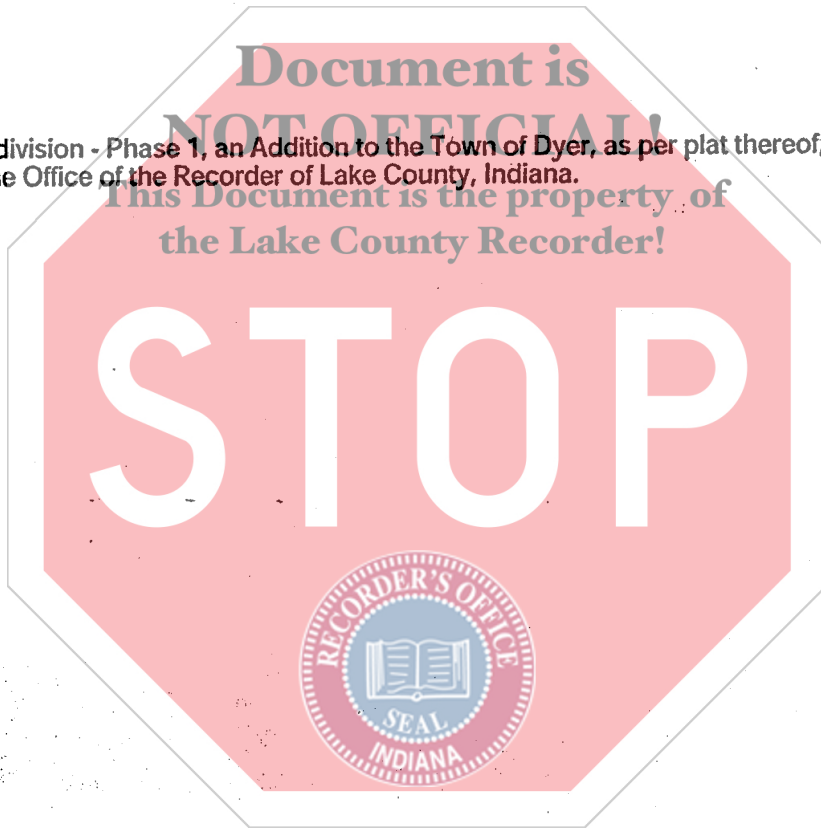 Document is
NOT OFFICIAL!
division - Phase 1, an Addition to the Town of Dyer, as per plat thereof,
e Office of the Recorder of Lake County, Indiana.
This Document is the property of
the Lake County Recorder!
STOP
RECORDER'S OFFICE
SEAL
INDIANA